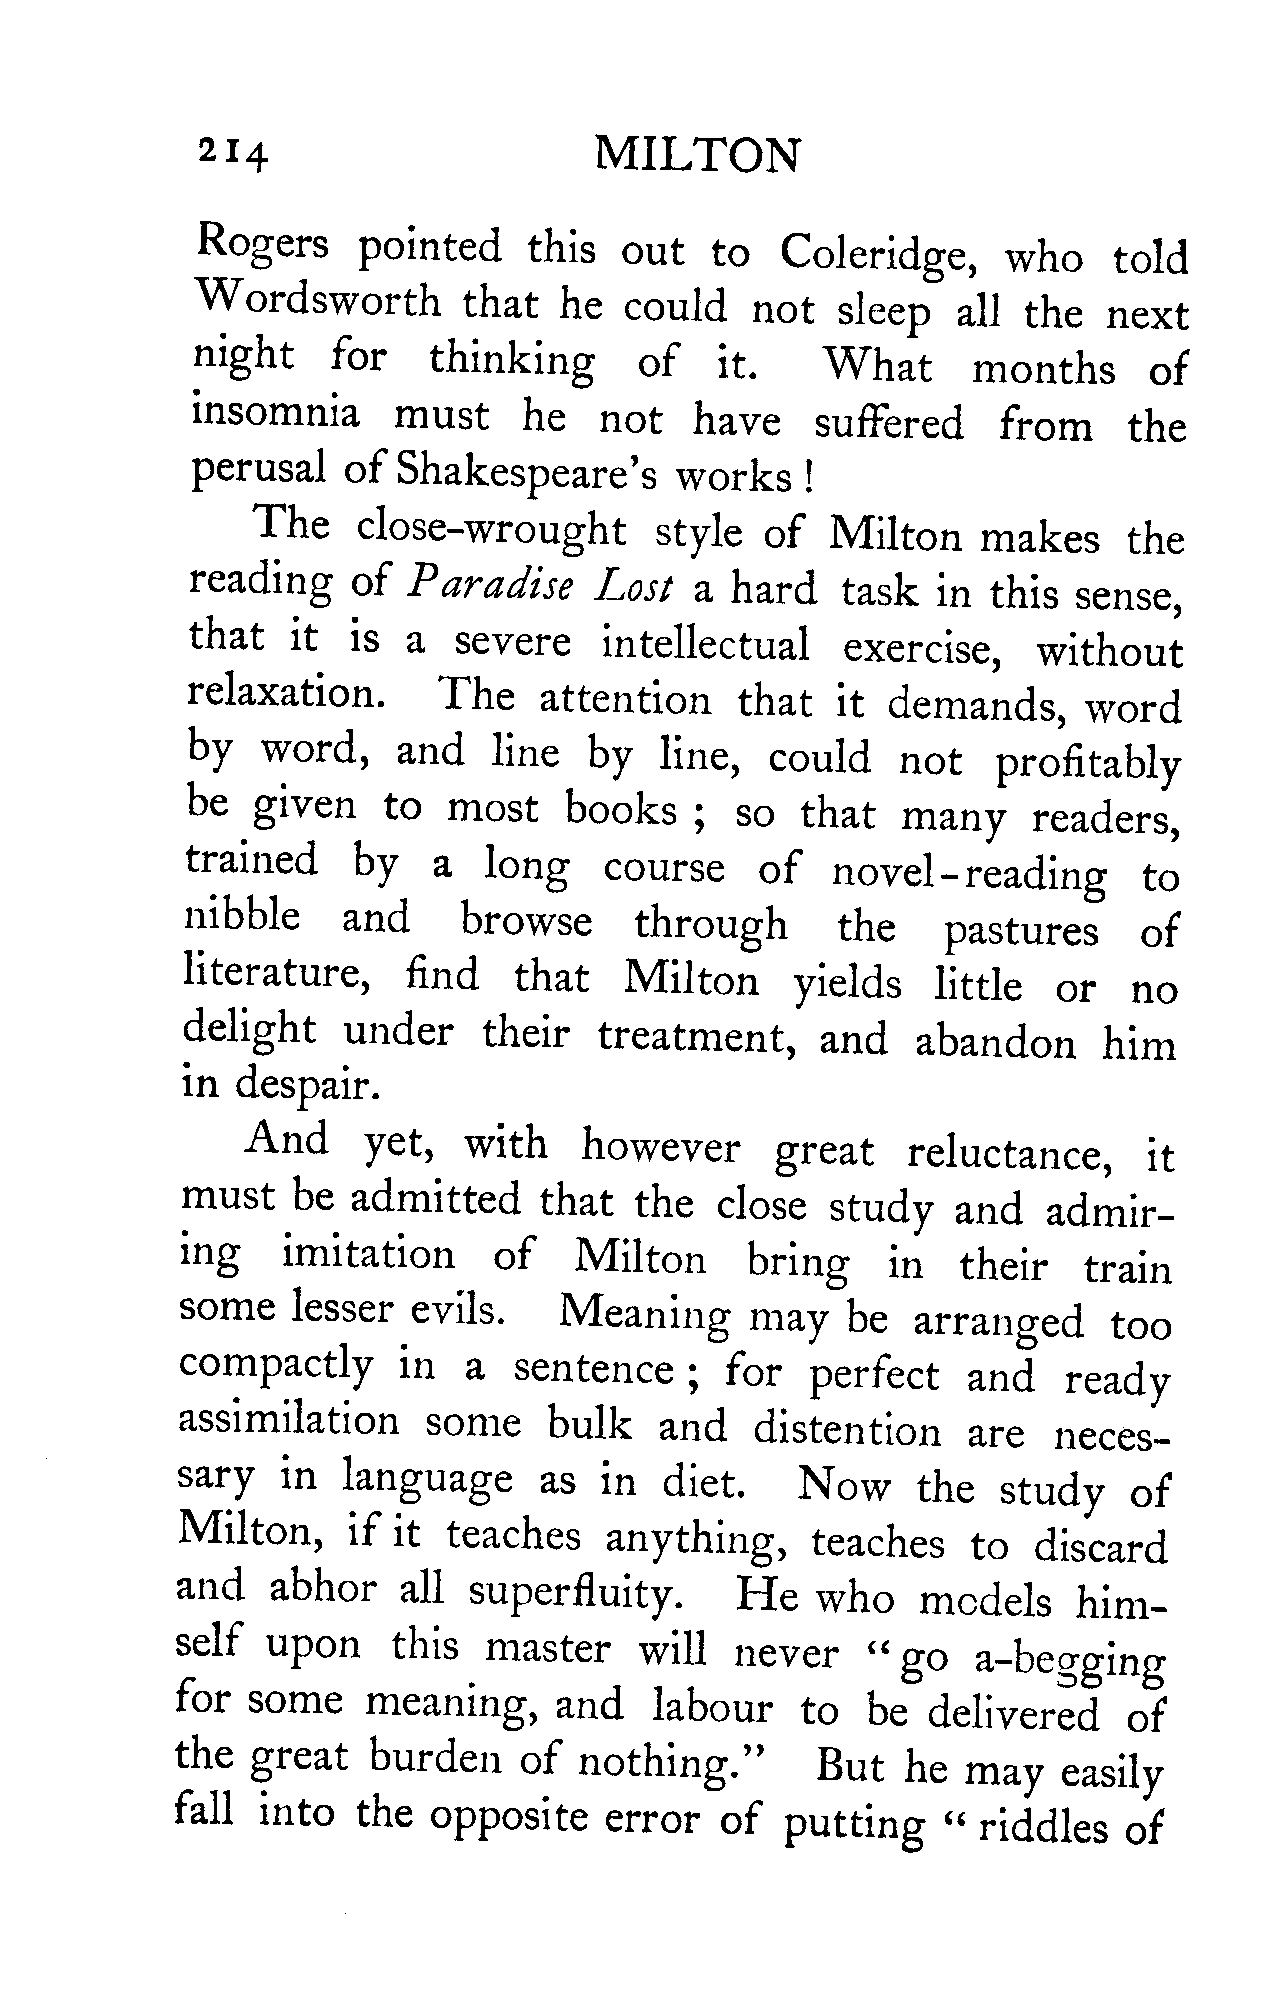 214 MILTON
Rogers pointed this out to Coleridge, who told
Wordsworth that he could not sleep all the next
night for thinking of it. What months of
insomnia must he not have suffered from the
perusal of Shakespeare's works !
The close-wrought style of Milton makes the
reading of Paradise Lost a hard task in this sense,
that it is a severe intellectual exercise, without
relaxation. The attention that it demands, word
by word, and line by line, could not profitably
be given to most books ; so that many readers,
trained by a long course of novel-reading to
nibble and browse through the pastures of
literature, find that Milton yields little or no
delight under their treatment, and abandon him
in despair.
And yet, with however great reluctance, it
must be admitted that the close study and admir-
ing imitation of Milton bring in their train
some lesser evils. Meaning may be arranged too
compactly in a sentence ; for perfect and ready
assimilation some bulk and distention are neces-
sary in language as in diet. Now the study of
Milton, if it teaches anything, teaches to discard
and abhor all superfluity. He who models him-
self upon this master will never “ go a-begging
for some meaning, and labour to be delivered of
the great burden of nothing.” But he may easily
fall into the opposite error of putting “ riddles of